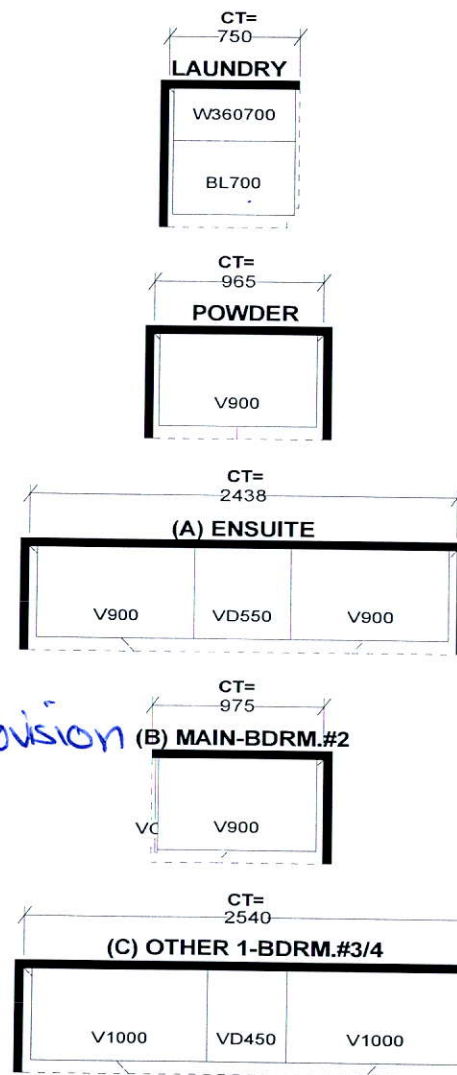 CT=
750
LAUNDRY
W360700
BL700
CT=
965
POWDER
V900
CT=
2438
(A) ENSUITE
V900 VD550 V900
CT=
975
(B) MAIN-BDRM.#2
V900
CT=
2540
(C) OTHER 1-BDRM.#3/4
V1000 VD450 V1000